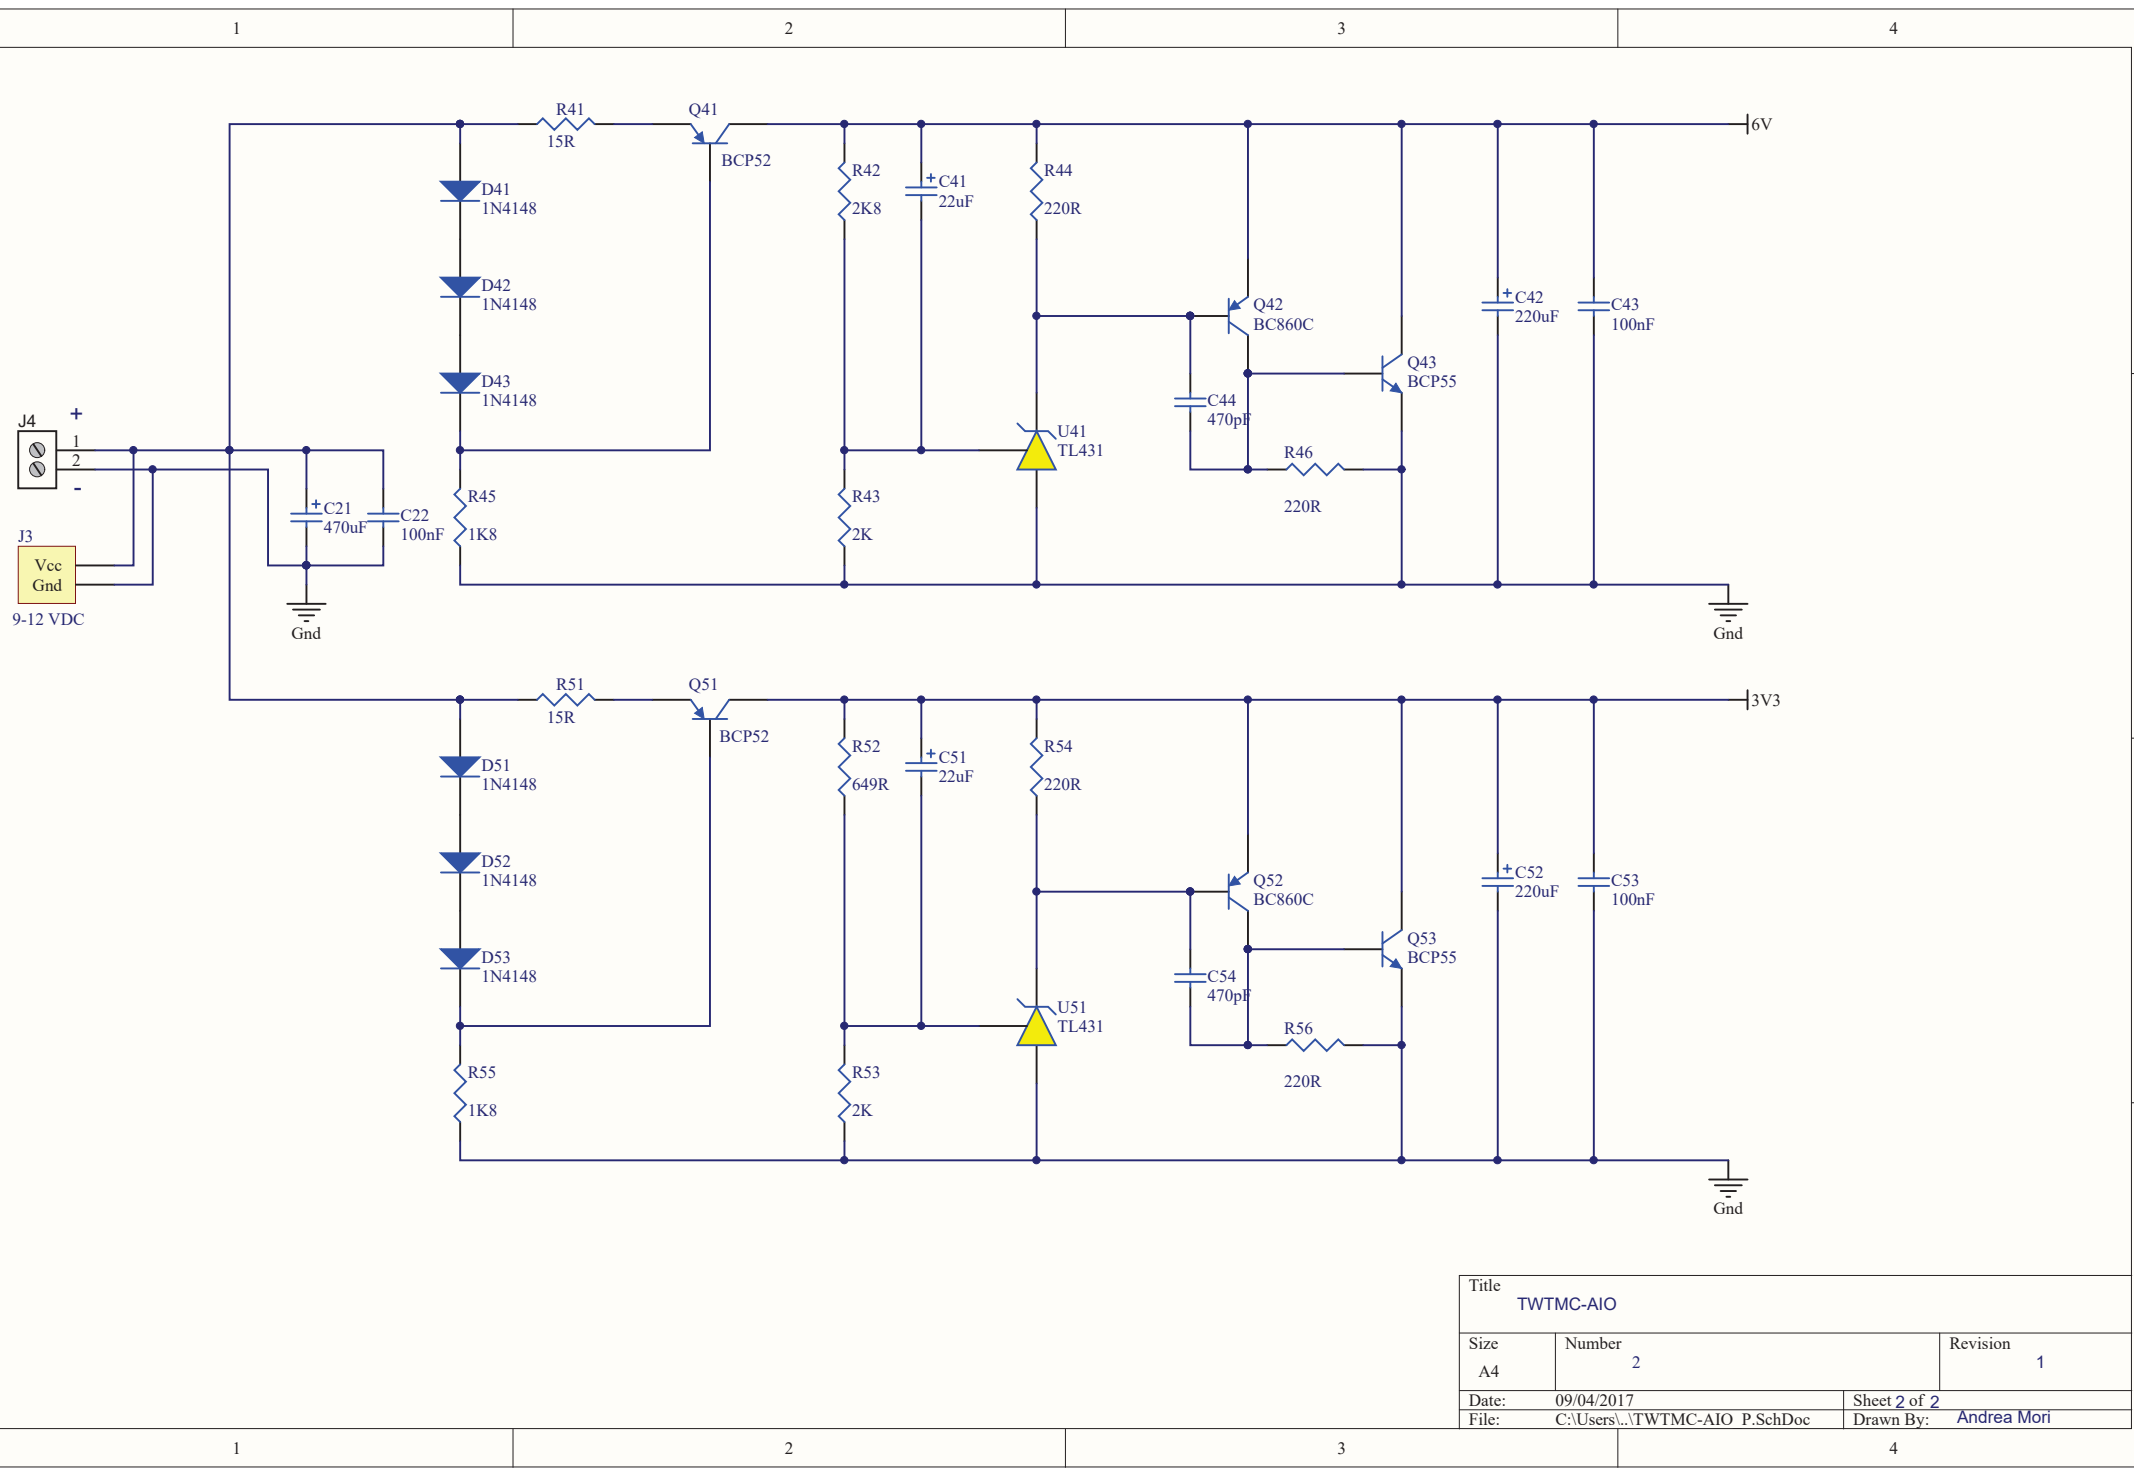 1 2 3 4
R41
15R
Q41
BCP52
6V
D41
1N4148
D42
1N4148
D43
1N4148
R42
2K8
+ C41
22uF
R44
220R
Q42
BC860C
Q43
BCP55
+ C42
220uF
C43
100nF
C44
470pF
U41
TL431
R46
220R
J4
+
1
2
-
J3
Vcc
Gnd
9-12 VDC
+ C21
470uF
C22
100nF
Gnd
R45
1K8
R43
2K
Gnd
R51
15R
Q51
BCP52
3V3
D51
1N4148
D52
1N4148
D53
1N4148
R52
649R
+ C51
22uF
R54
220R
Q52
BC860C
Q53
BCP55
+ C52
220uF
C53
100nF
C54
470pF
U51
TL431
R56
220R
R55
1K8
R53
2K
Gnd
Title
TWTMC-AIO
Size
A4
Number
2
Revision
1
Date: 09/04/2017
Sheet 2 of 2
File: C:\Users\..\TWTMC-AIO P.SchDoc
Drawn By: Andrea Mori
1 2 3 4